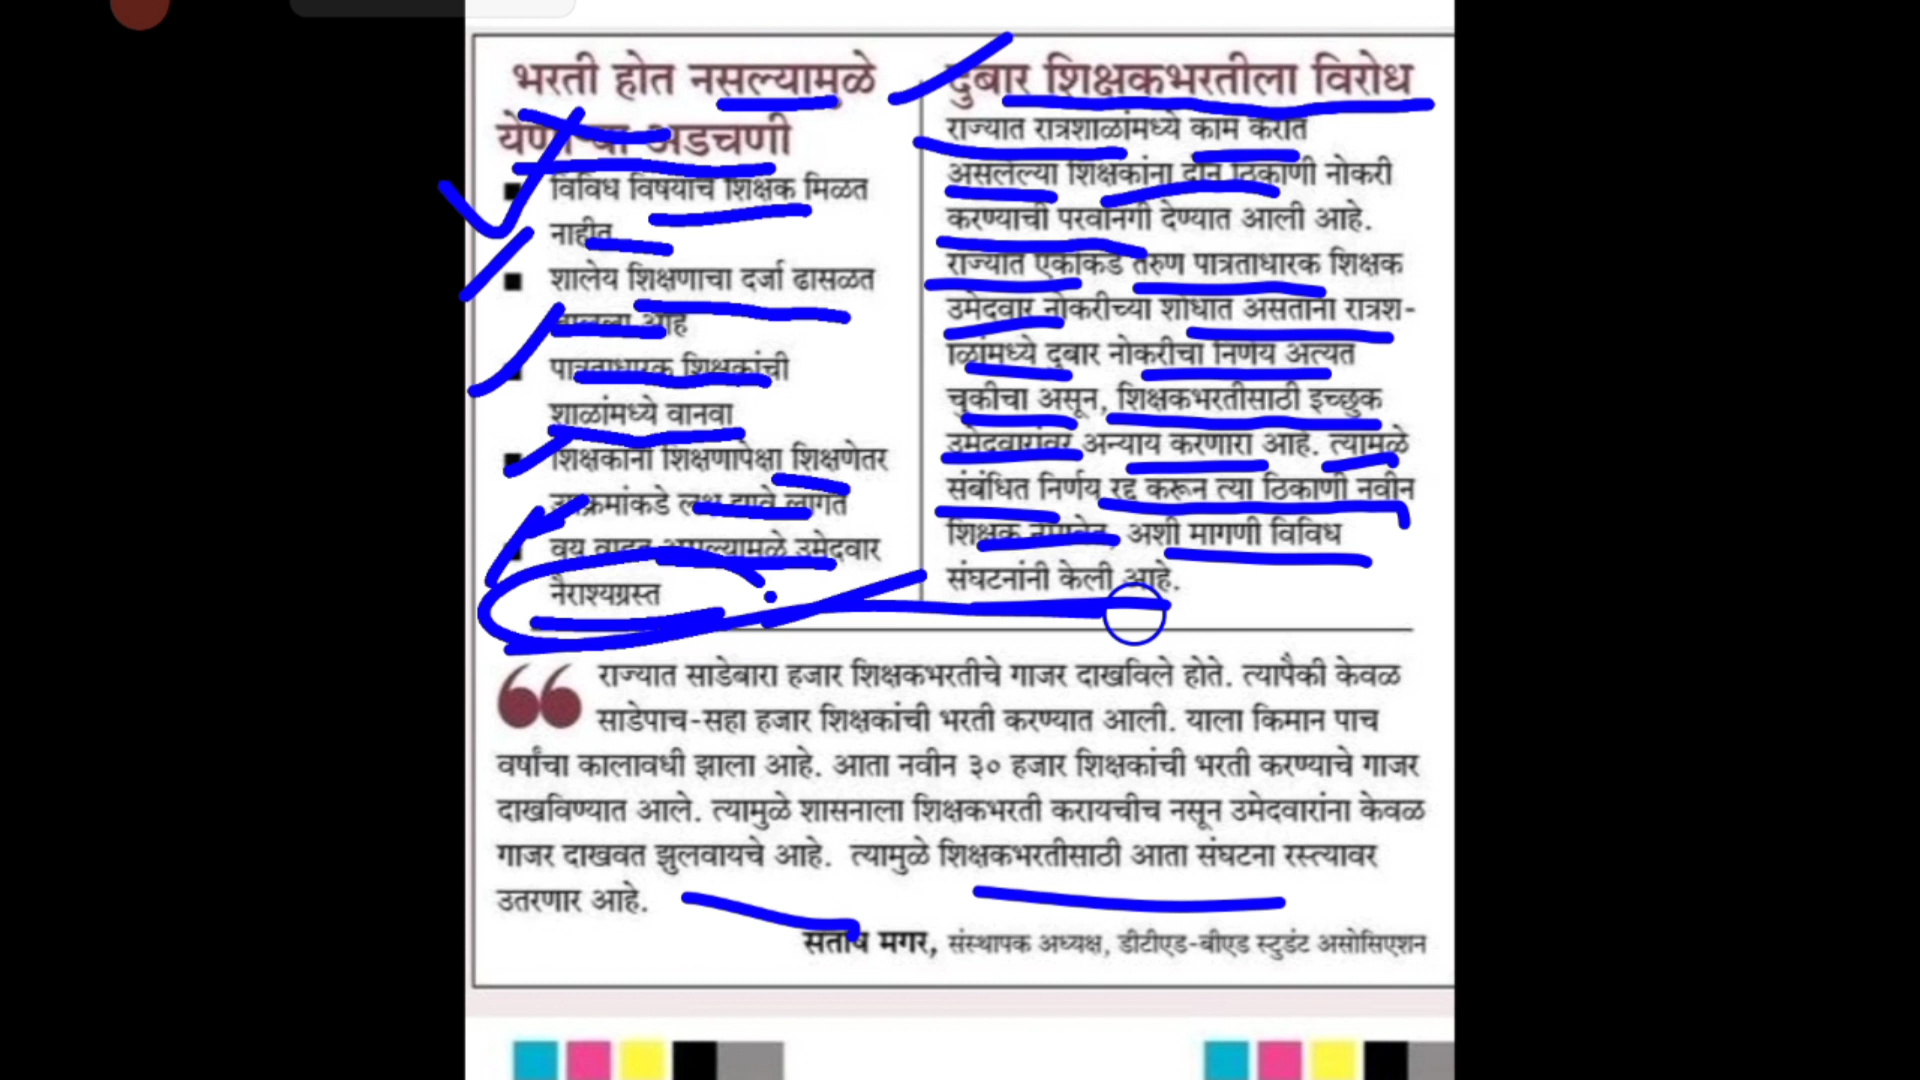 भरती होत नसल्यामुळे
येणाऱ्या अडचणी
■ विविध विषयांचे शिक्षक मिळत
नाहीत
■ शालेय शिक्षणाचा दर्जा ढासळत
चालला आहे
■ पात्रताधारक शिक्षकांची
शाळांमध्ये वानवा
■ शिक्षकांना शिक्षणापेक्षा शिक्षणेतर
उपक्रमांकडे लक्ष द्यावे लागते
■ वय वाढत असल्यामुळे उमेदवार
नैराश्यग्रस्त
दुबार शिक्षकभरतीला विरोध
राज्यात रात्रशाळांमध्ये काम करीत
असलेल्या शिक्षकांना दोन ठिकाणी नोकरी
करण्याची परवानगी देण्यात आली आहे.
राज्यात एकीकडे तरुण पात्रताधारक शिक्षक
उमेदवार नोकरीच्या शोधात असताना रात्रश-
ाळांमध्ये दुबार नोकरीचा निर्णय अत्यंत
चुकीचा असून, शिक्षकभरतीसाठी इच्छुक
उमेदवारांवर अन्याय करणारा आहे. त्यामुळे
संबंधित निर्णय रद्द करून त्या ठिकाणी नवीन
शिक्षक नेमावेत, अशी मागणी विविध
संघटनांनी केली आहे.
❝ राज्यात साडेबारा हजार शिक्षकभरतीचे गाजर दाखविले होते. त्यापैकी केवळ
साडेपाच-सहा हजार शिक्षकांची भरती करण्यात आली. याला किमान पाच
वर्षांचा कालावधी झाला आहे. आता नवीन ३० हजार शिक्षकांची भरती करण्याचे गाजर
दाखविण्यात आले. त्यामुळे शासनाला शिक्षकभरती करायचीच नसून उमेदवारांना केवळ
गाजर दाखवत झुलवायचे आहे. त्यामुळे शिक्षकभरतीसाठी आता संघटना रस्त्यावर
उतरणार आहे.
संतोष मगर, संस्थापक अध्यक्ष, डीटीएड-बीएड स्टुडंट असोसिएशन